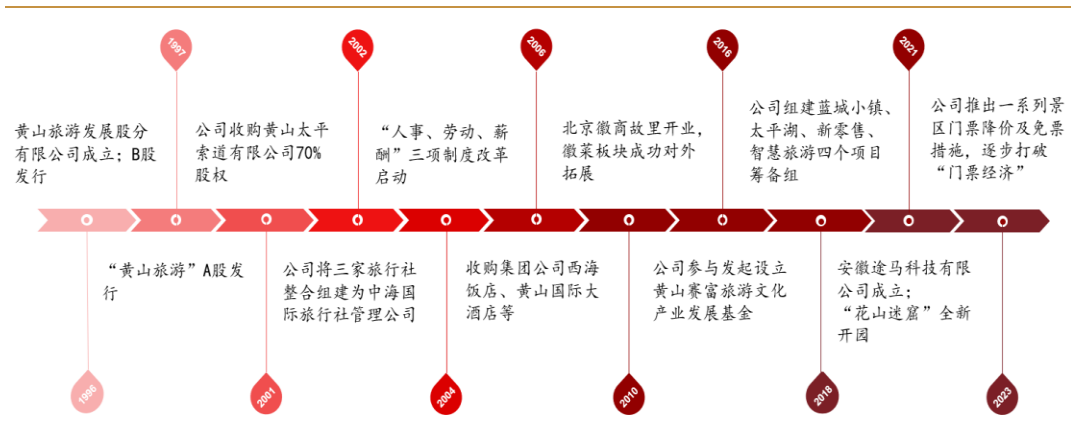 1997
2002
2006
2016
2021
黄山旅游发展股分
有限公司成立；B股
发行
公司收购黄山太平
索道有限公司70%
股权
“人事、劳动、薪
酬”三项制度改革
启动
北京徽商故里开业，
徽菜板块成功对外
拓展
公司组建蓝城小镇、
太平湖、新零售、
智慧旅游四个项目
筹备组
公司推出一系列景
区门票降价及免票
措施，逐步打破
“门票经济”
“黄山旅游”A股发
行
公司将三家旅行社
整合组建为中海国
际旅行社管理公司
收购集团公司西海
饭店、黄山国际大
酒店等
公司参与发起设立
黄山赛富旅游文化
产业发展基金
安徽途马科技有限
公司成立；
“花山迷窟”全新
开园
1996
2001
2004
2010
2018
2023